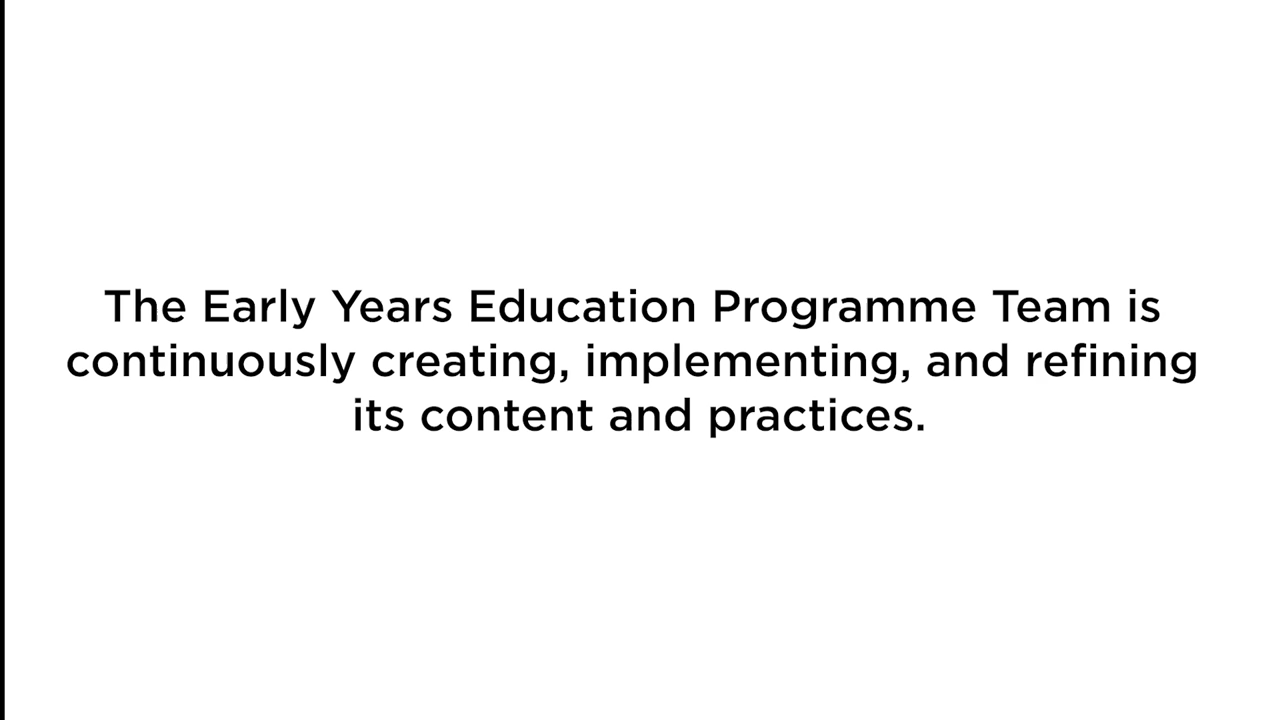 The Early Years Education Programme Team is
continuously creating, implementing, and refining
its content and practices.